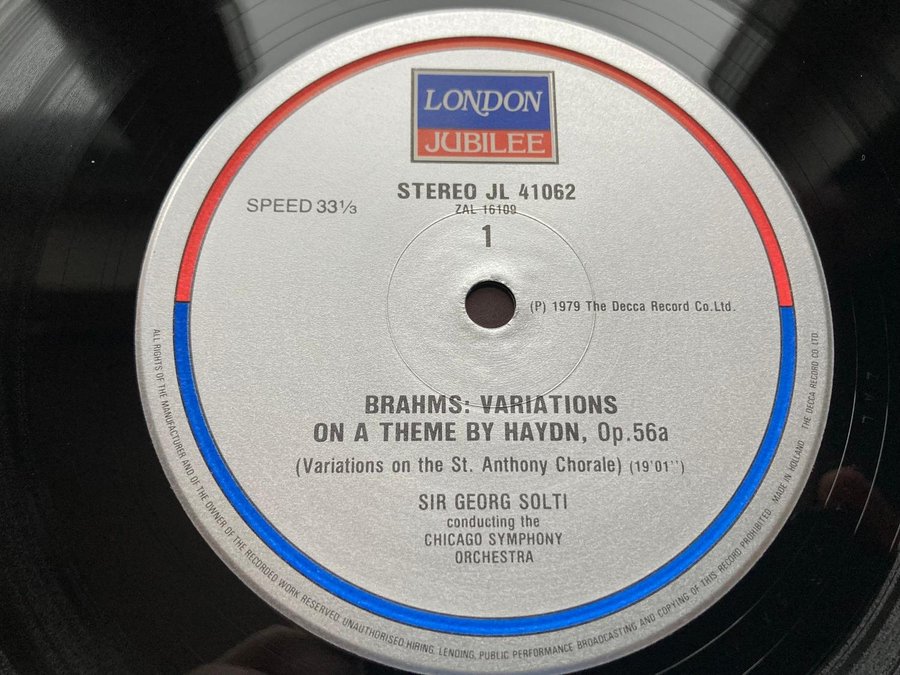 LONDON
JUBILEE
STEREO JL 41062
ZAL 16109
SPEED 33⅓
1
(P) 1979 The Decca Record Co.Ltd.
BRAHMS: VARIATIONS
ON A THEME BY HAYDN, Op.56a
(Variations on the St. Anthony Chorale) (19'01'')
SIR GEORG SOLTI
conducting the
CHICAGO SYMPHONY
ORCHESTRA
ALL RIGHTS OF THE MANUFACTURER AND OF THE OWNER OF THE RECORDED WORK RESERVED. UNAUTHORISED HIRING, LENDING, PUBLIC PERFORMANCE BROADCASTING AND COPYING OF THIS RECORD PROHIBITED MADE IN HOLLAND THE DECCA RECORD CO LTD.